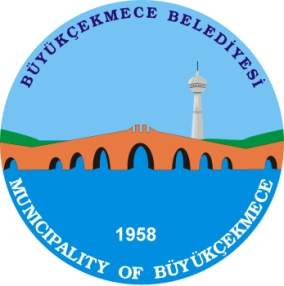 BÜYÜKÇEKMECE BELEDİYESİ
1958
MUNICIPALITY OF BÜYÜKÇEKMECE